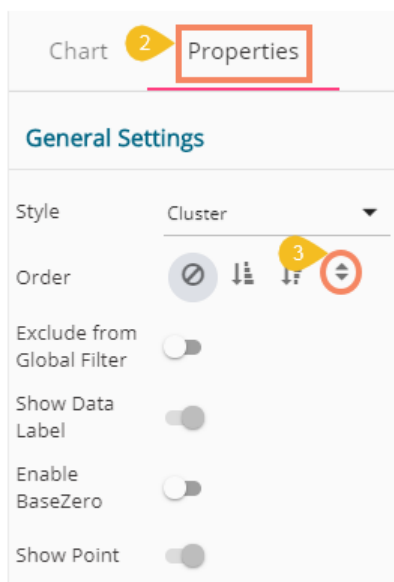 Chart 2 Properties
General Settings
Style Cluster
3
Order
Exclude from
Global Filter
Show Data
Label
Enable
BaseZero
Show Point